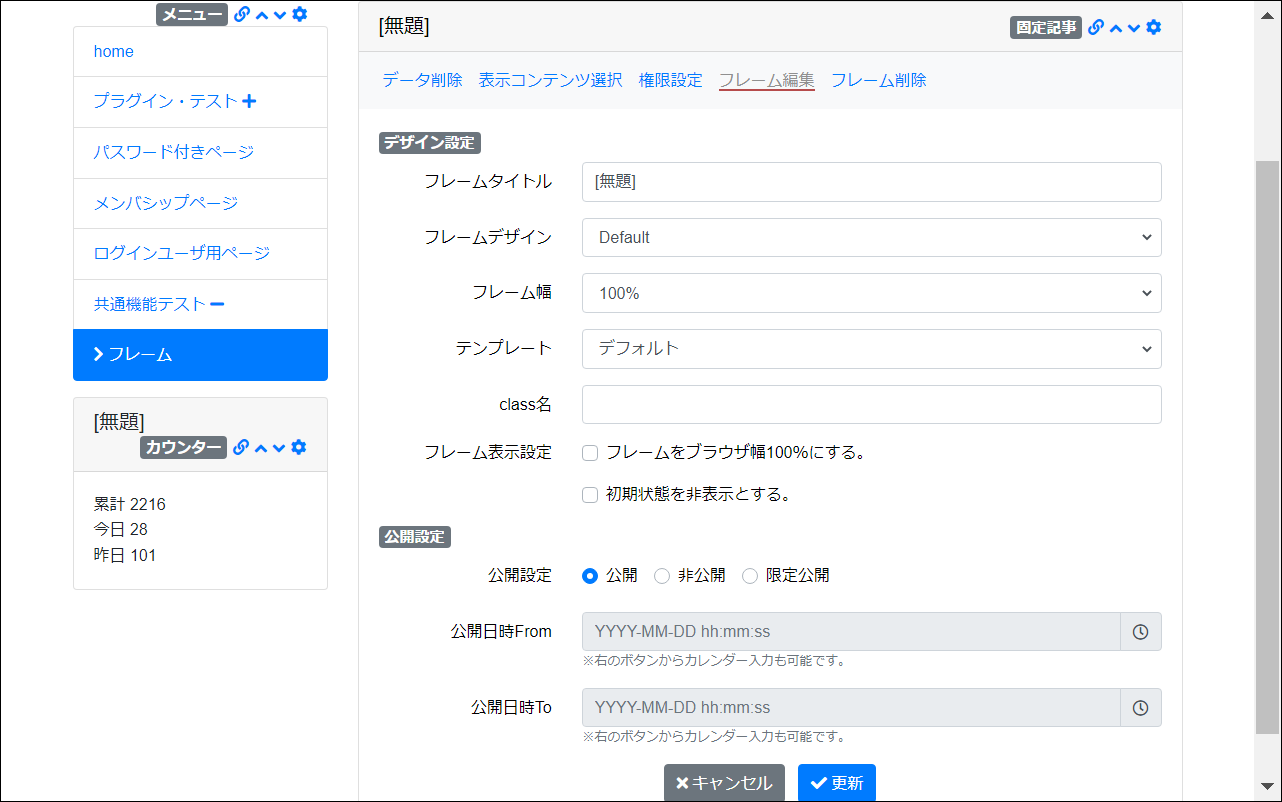 メニュー
home
プラグイン・テスト
パスワード付きページ
メンバシップページ
ログインユーザ用ページ
共通機能テスト
フレーム
[無題]
カウンター
累計 2216
今日 28
昨日 101
[無題]
固定記事
データ削除 表示コンテンツ選択 権限設定 フレーム編集 フレーム削除
デザイン設定
フレームタイトル [無題]
フレームデザイン Default
フレーム幅 100%
テンプレート デフォルト
class名
フレーム表示設定 フレームをブラウザ幅100%にする。
初期状態を非表示とする。
公開設定
公開設定 公開 非公開 限定公開
公開日時From YYYY-MM-DD hh:mm:ss
※右のボタンからカレンダー入力も可能です。
公開日時To YYYY-MM-DD hh:mm:ss
※右のボタンからカレンダー入力も可能です。
キャンセル 更新